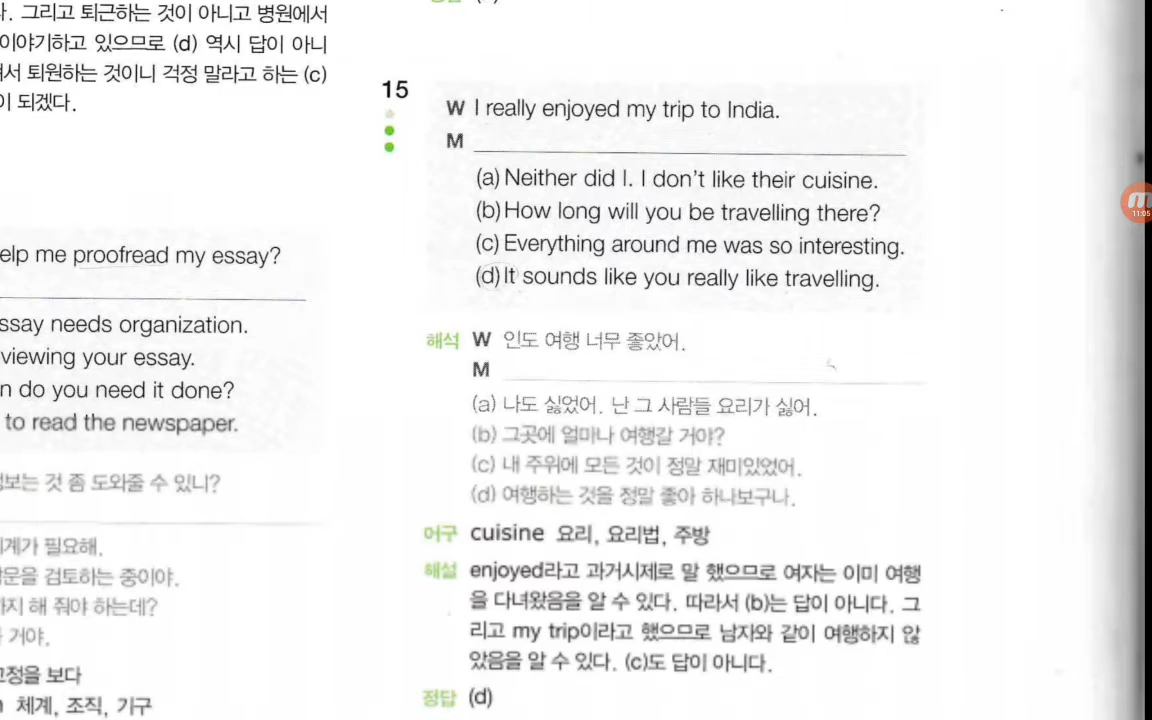 . 그리고 퇴근하는 것이 아니고 병원에서
이야기하고 있으므로 (d) 역시 답이 아니
서 퇴원하는 것이니 걱정 말라고 하는 (c)
이 되겠다.
elp me proofread my essay?
ssay needs organization.
viewing your essay.
n do you need it done?
to read the newspaper.
보는 것 좀 도와줄 수 있니?
계가 필요해.
문을 검토하는 중이야.
까지 해 줘야 하는데?
거야.
교정을 보다
체계, 조직, 기구
15
W I really enjoyed my trip to India.
M
(a) Neither did I. I don't like their cuisine.
(b) How long will you be travelling there?
(c) Everything around me was so interesting.
(d) It sounds like you really like travelling.
해석 W 인도 여행 너무 좋았어.
M
(a) 나도 싫었어. 난 그 사람들 요리가 싫어.
(b) 그곳에 얼마나 여행갈 거야?
(c) 내 주위에 모든 것이 정말 재미있었어.
(d) 여행하는 것을 정말 좋아 하나보구나.
어구 cuisine 요리, 요리법, 주방
해설 enjoyed라고 과거시제로 말 했으므로 여자는 이미 여행
을 다녀왔음을 알 수 있다. 따라서 (b)는 답이 아니다. 그
리고 my trip이라고 했으므로 남자와 같이 여행하지 않
았음을 알 수 있다. (c)도 답이 아니다.
정답 (d)
11:05